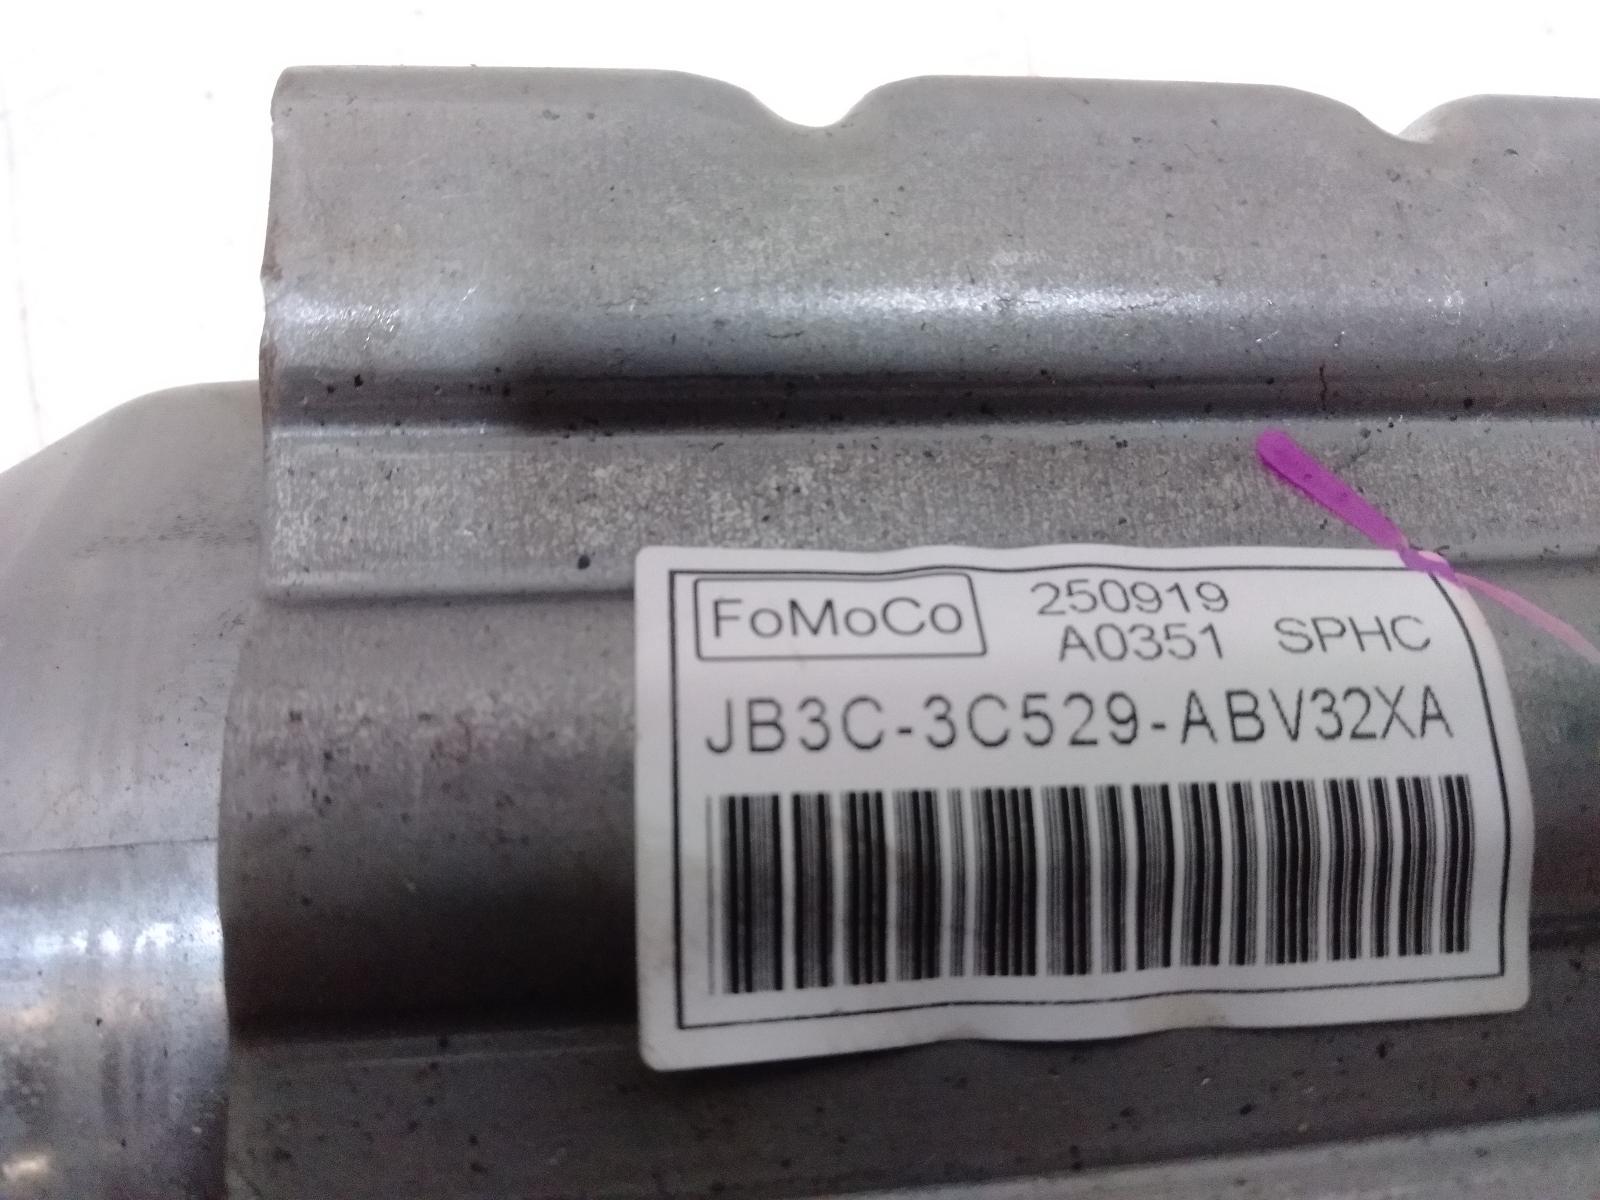 FoMoCo 250919
A0351 SPHC
JB3C-3C529-ABV32XA